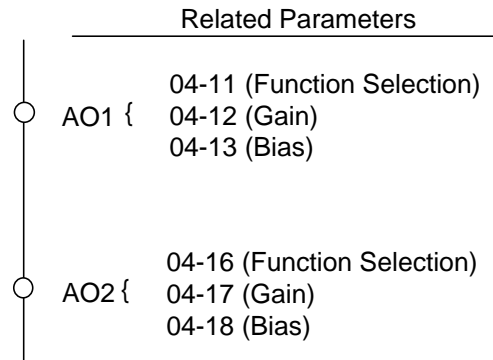 Related Parameters
04-11 (Function Selection)
AO1 { 04-12 (Gain)
04-13 (Bias)
04-16 (Function Selection)
AO2 { 04-17 (Gain)
04-18 (Bias)